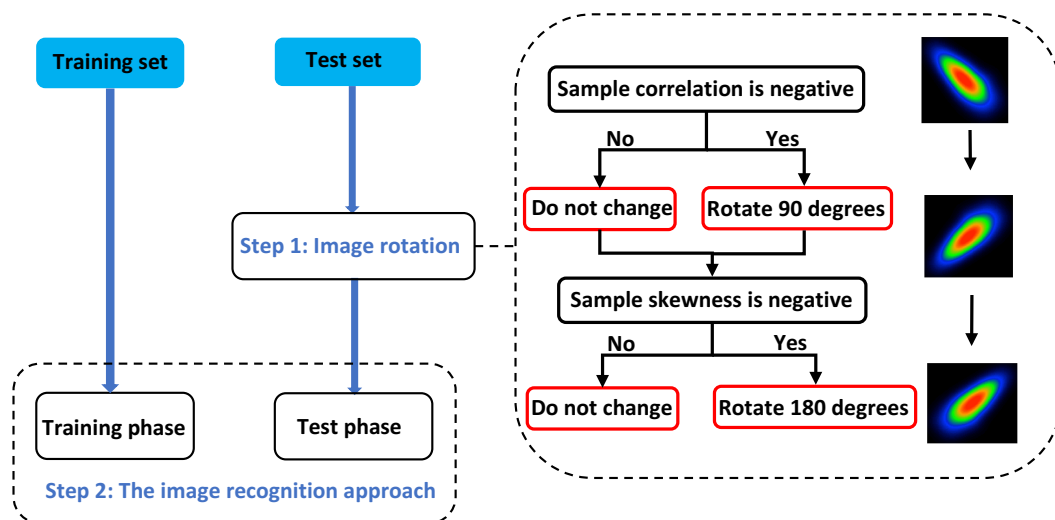 Training set
Test set
Step 1: Image rotation
Training phase
Test phase
Step 2: The image recognition approach
Sample correlation is negative
No
Yes
Do not change
Rotate 90 degrees
Sample skewness is negative
No
Yes
Do not change
Rotate 180 degrees